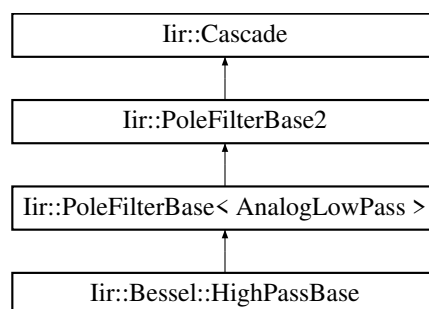 Iir::Cascade
Iir::PoleFilterBase2
Iir::PoleFilterBase< AnalogLowPass >
Iir::Bessel::HighPassBase